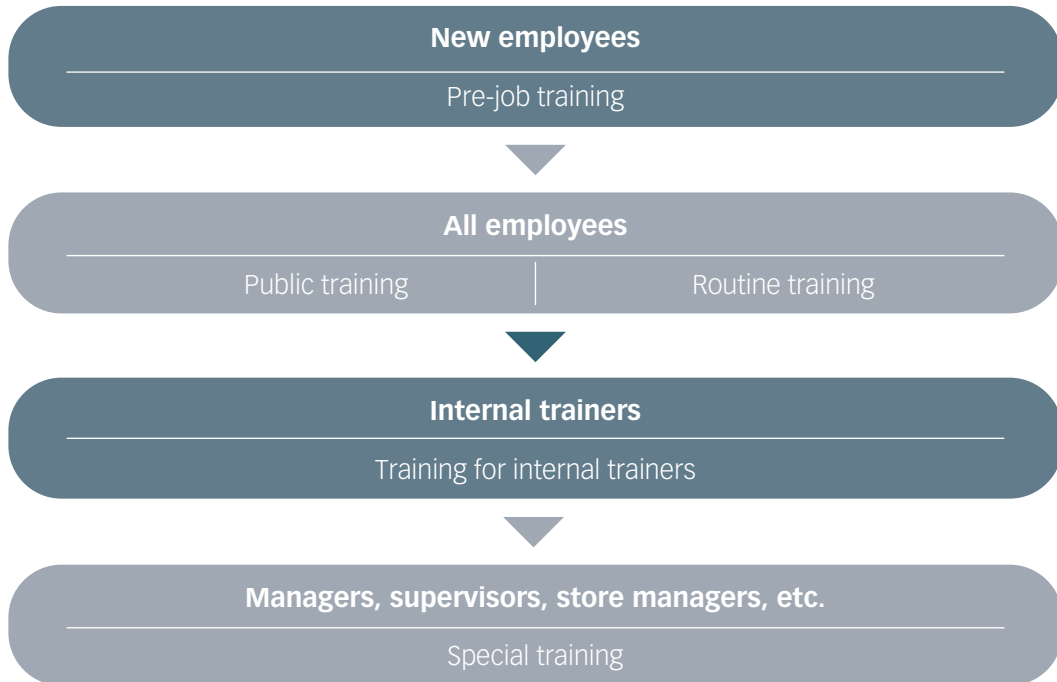 New employees
Pre-job training
All employees
Public training
Routine training
Internal trainers
Training for internal trainers
Managers, supervisors, store managers, etc.
Special training